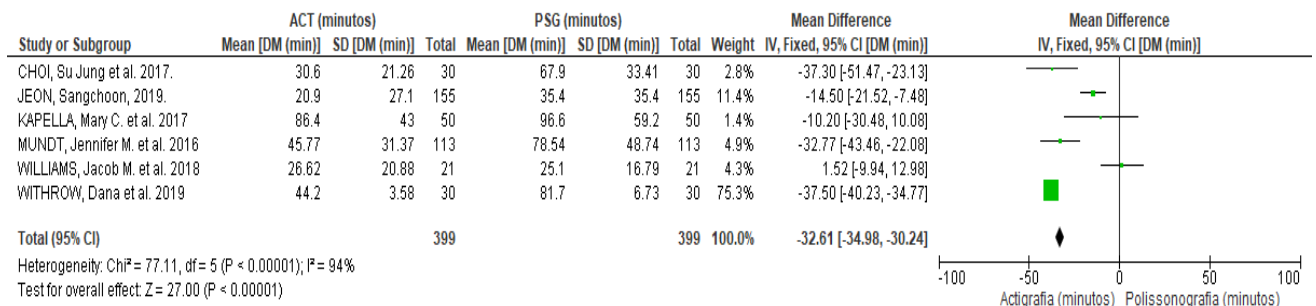 ACT (minutos) PSG (minutos) Mean Difference Mean Difference
Study or Subgroup Mean [DM (min)] SD [DM (min)] Total Mean [DM (min)] SD [DM (min)] Total Weight IV, Fixed, 95% CI [DM (min)] IV, Fixed, 95% CI [DM (min)]
CHOI, Su Jung et al. 2017. 30.6 21.26 30 67.9 33.41 30 2.8% -37.30 [-51.47, -23.13]
JEON, Sangchoon, 2019. 20.9 27.1 155 35.4 35.4 155 11.4% -14.50 [-21.52, -7.48]
KAPELLA, Mary C. et al. 2017 86.4 43 50 96.6 59.2 50 1.4% -10.20 [-30.48, 10.08]
MUNDT, Jennifer M. et al. 2016 45.77 31.37 113 78.54 48.74 113 4.9% -32.77 [-43.46, -22.08]
WILLIAMS, Jacob M. et al. 2018 26.62 20.88 21 25.1 16.79 21 4.3% 1.52 [-9.94, 12.98]
WITHROW, Dana et al. 2019 44.2 3.58 30 81.7 6.73 30 75.3% -37.50 [-40.23, -34.77]
Total (95% CI) 399 399 100.0% -32.61 [-34.98, -30.24]
Heterogeneity: Chi² = 77.11, df = 5 (P < 0.00001); I² = 94%
Test for overall effect: Z = 27.00 (P < 0.00001)
-100 -50 0 50 100
Actigrafia (minutos) Polissonografia (minutos)